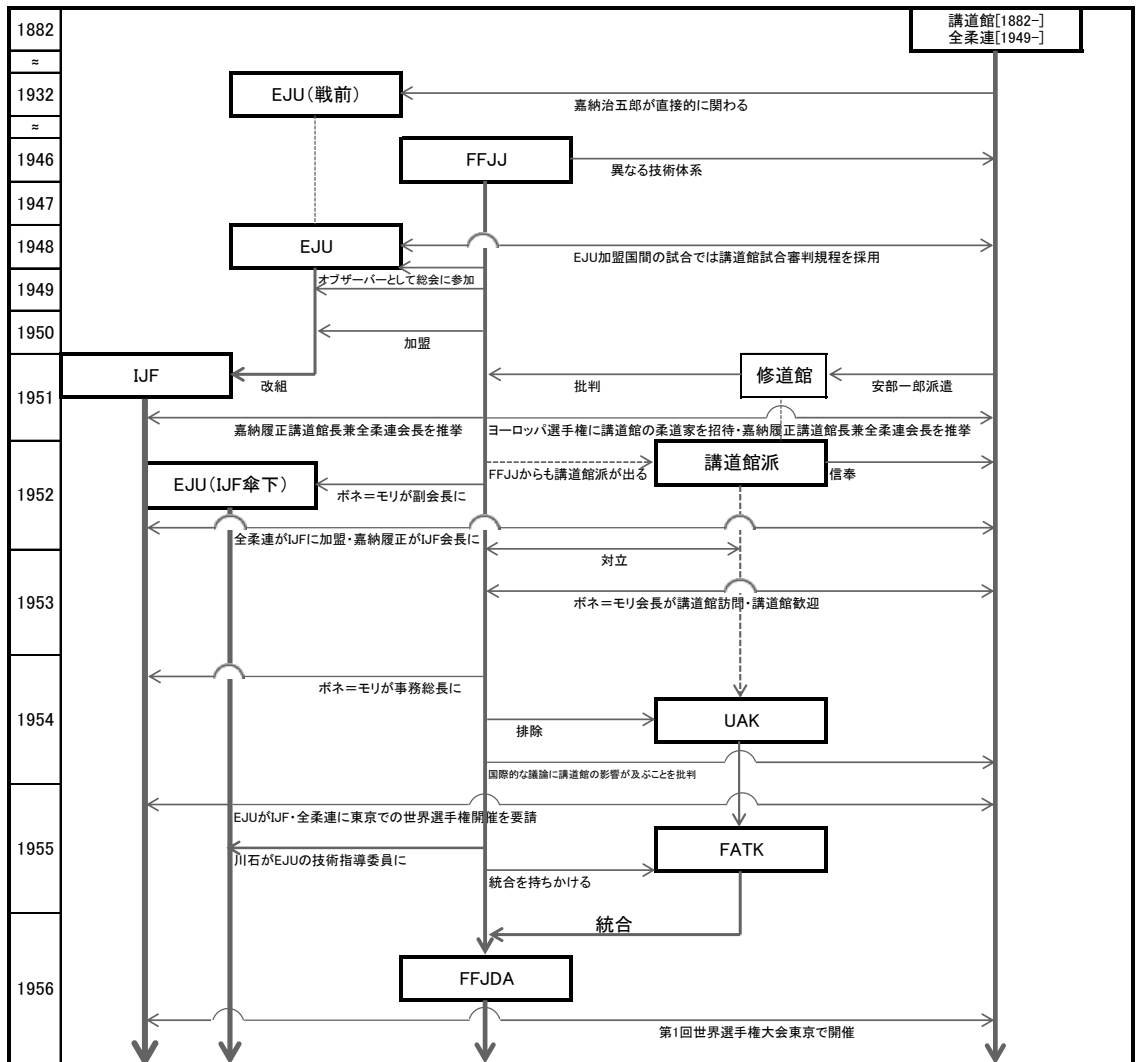 1882
講道館[1882-]
全柔連[1949-]
≈
1932
EJU(戦前)
嘉納治五郎が直接的に関わる
≈
1946
FFJJ
異なる技術体系
1947
1948
EJU
EJU加盟国間の試合では講道館試合審判規程を採用
オブザーバーとして総会に参加
1949
1950
加盟
1951
IJF
改組
批判
修道館
安部一郎派遣
嘉納履正講道館長兼全柔連会長を推挙
ヨーロッパ選手権に講道館の柔道家を招待・嘉納履正講道館長兼全柔連会長を推挙
1952
EJU(IJF傘下)
ボネ=モリが副会長に
FFJJからも講道館派が出る
講道館派
信奉
全柔連がIJFに加盟・嘉納履正がIJF会長に
1953
対立
ボネ=モリ会長が講道館訪問・講道館歓迎
1954
ボネ=モリが事務総長に
排除
UAK
国際的な議論に講道館の影響が及ぶことを批判
1955
EJUがIJF・全柔連に東京での世界選手権開催を要請
川石がEJUの技術指導委員に
FATK
統合を持ちかける
1956
統合
FFJDA
第1回世界選手権大会東京で開催